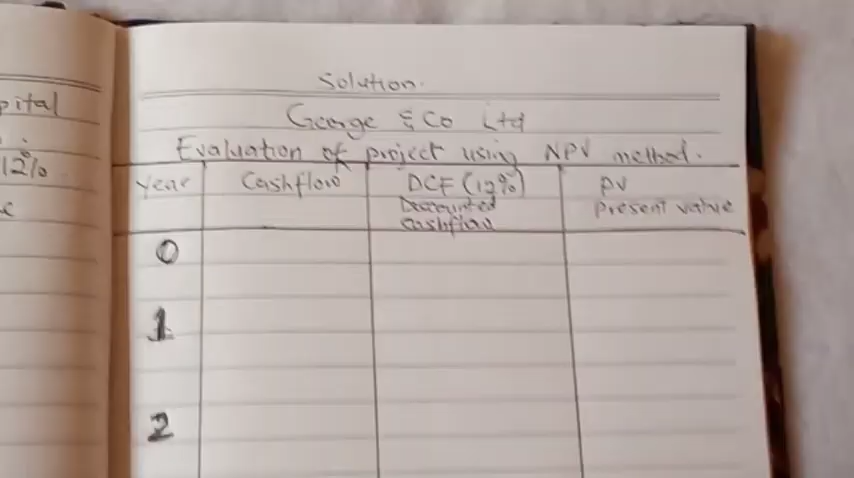 pital
12%
Solution.
George & Co Ltd
Evaluation of project using NPV method.
Year Cashflow DCF (12%) PV
Discounted Present value
cashflow
0
1
2